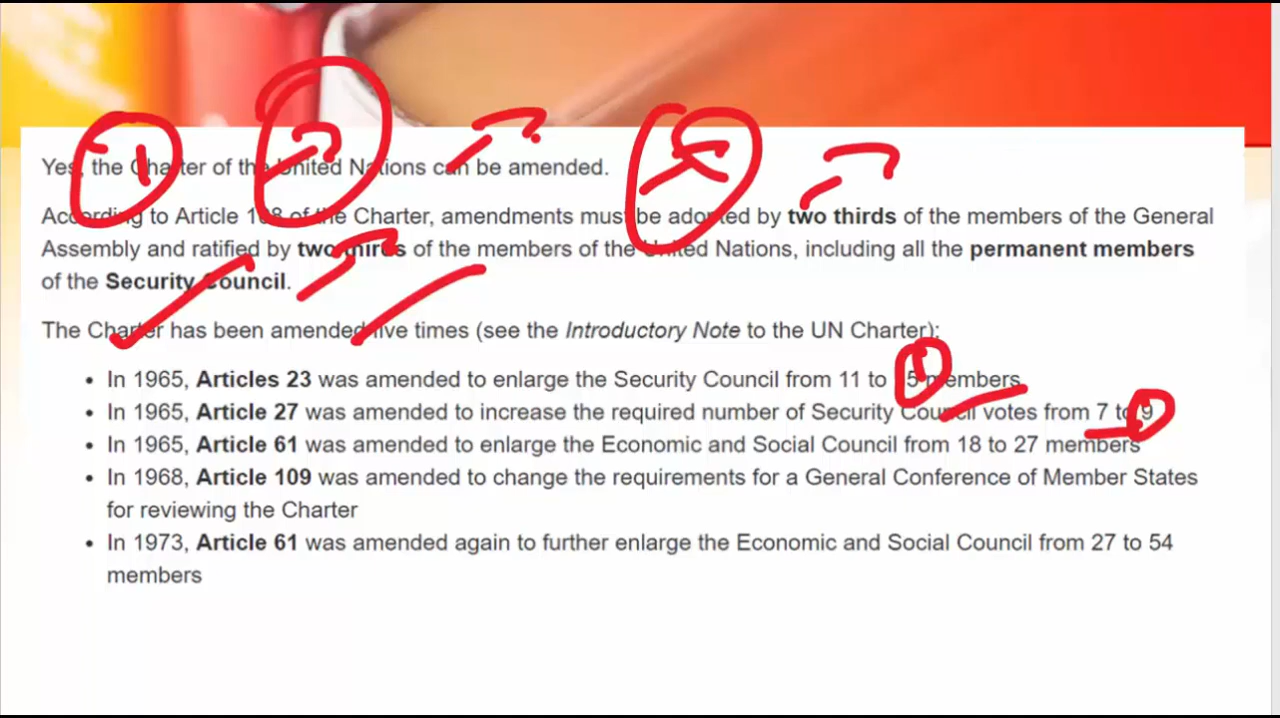 Yes, the Charter of the United Nations can be amended.
According to Article 108 of the Charter, amendments must be adopted by two thirds of the members of the General
Assembly and ratified by two thirds of the members of the United Nations, including all the permanent members
of the Security Council.
The Charter has been amended five times (see the Introductory Note to the UN Charter):
• In 1965, Articles 23 was amended to enlarge the Security Council from 11 to 15 members
• In 1965, Article 27 was amended to increase the required number of Security Council votes from 7 to 9
• In 1965, Article 61 was amended to enlarge the Economic and Social Council from 18 to 27 members
• In 1968, Article 109 was amended to change the requirements for a General Conference of Member States
for reviewing the Charter
• In 1973, Article 61 was amended again to further enlarge the Economic and Social Council from 27 to 54
members